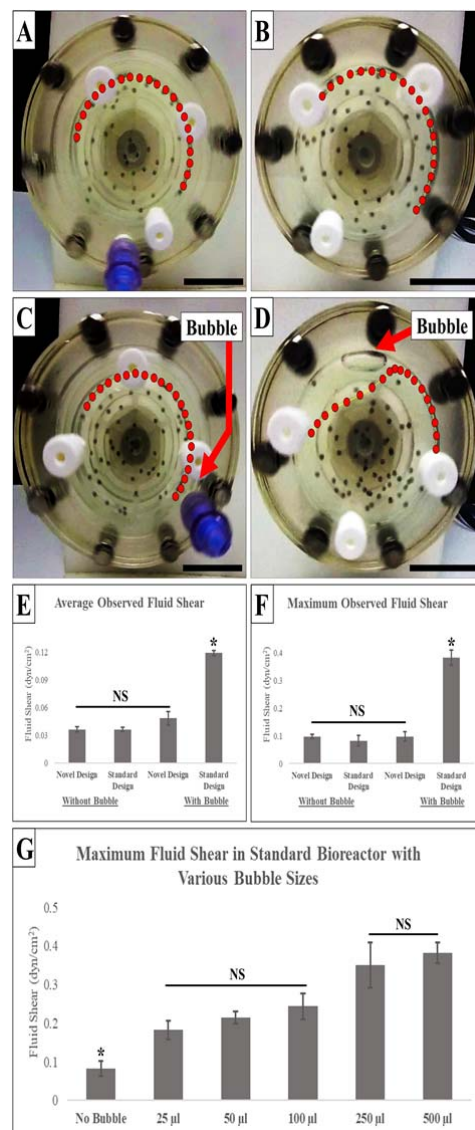 A
B
C
Bubble
D
Bubble
E
Average Observed Fluid Shear
Fluid Shear (dyn/cm²)
0.12
0.09
0.06
0.03
0
NS
*
Novel Design
Standard
Design
Novel Design
Standard
Design
Without Bubble
With Bubble
F
Maximum Observed Fluid Shear
Fluid Shear (dyn/cm²)
0.4
0.3
0.2
0.1
0
NS
*
Novel Design
Standard
Design
Novel Design
Standard
Design
Without Bubble
With Bubble
G
Maximum Fluid Shear in Standard Bioreactor with
Various Bubble Sizes
Fluid Shear (dyn/cm²)
0.5
0.4
0.3
0.2
0.1
0
*
NS
NS
No Bubble
25 µl
50 µl
100 µl
250 µl
500 µl